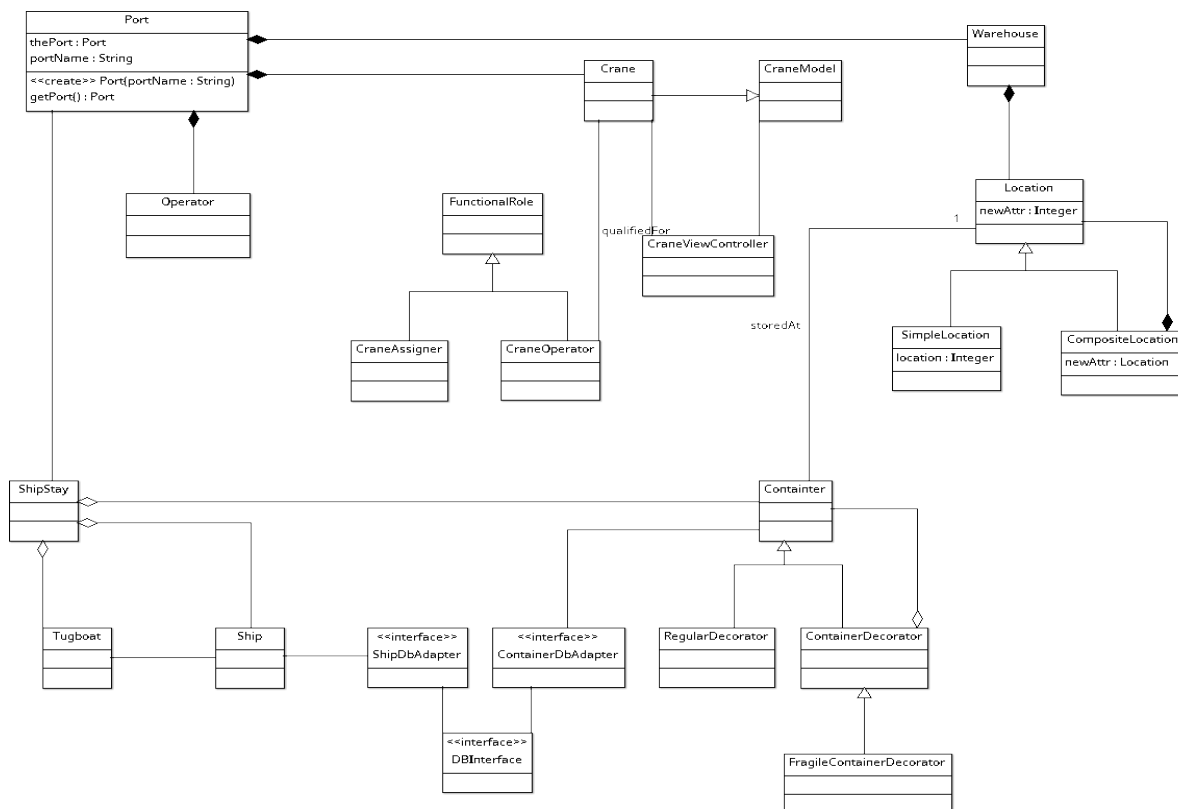 Port
thePort : Port
portName : String
<<create>> Port(portName : String)
getPort() : Port
Warehouse
Crane
CraneModel
Operator
FunctionalRole
Location
newAttr : Integer
1
qualifiedFor
CraneViewController
storedAt
CraneAssigner
CraneOperator
SimpleLocation
location : Integer
CompositeLocation
newAttr : Location
ShipStay
Containter
Tugboat
Ship
<<interface>>
ShipDbAdapter
<<interface>>
ContainerDbAdapter
RegularDecorator
ContainerDecorator
<<interface>>
DBInterface
FragileContainerDecorator